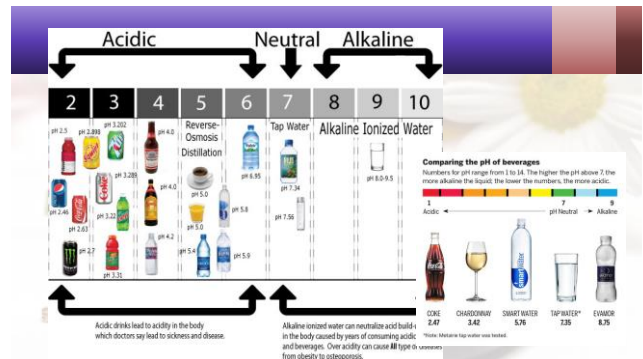 Acidic Neutral Alkaline
2 3 4 5 6 7 8 9 10
pH 2.5
pH 2.898
pH 3.202
pH 4.0
Reverse-
Osmosis
Distillation
Tap Water
Alkaline Ionized Water
pH 6.95
pH 7.34
pH 8.0-9.5
pH 3.289
pH 2.46
pH 2.63
pH 3.22
pH 4.0
pH 5.0
pH 5.0
pH 5.8
pH 7.56
pH 2.7
pH 3.31
pH 4.2
pH 5.4
pH 5.9
Acidic drinks lead to acidity in the body
which doctors say lead to sickness and disease.
Alkaline ionized water can neutralize acid build-u
in the body caused by years of consuming acidic
and beverages. Over acidity can cause All type of diseases
from obesity to osteoporosis.
Comparing the pH of beverages
Numbers for pH range from 1 to 14. The higher the pH above 7, the
more alkaline the liquid; the lower the numbers, the more acidic.
1 7 9
Acidic pH Neutral Alkaline
Coca-Cola
smartwater
COKE CHARDONNAY SMART WATER TAP WATER* EVAMOR
2.47 3.42 5.76 7.35 8.75
*Note: Metairie tap water was tested.